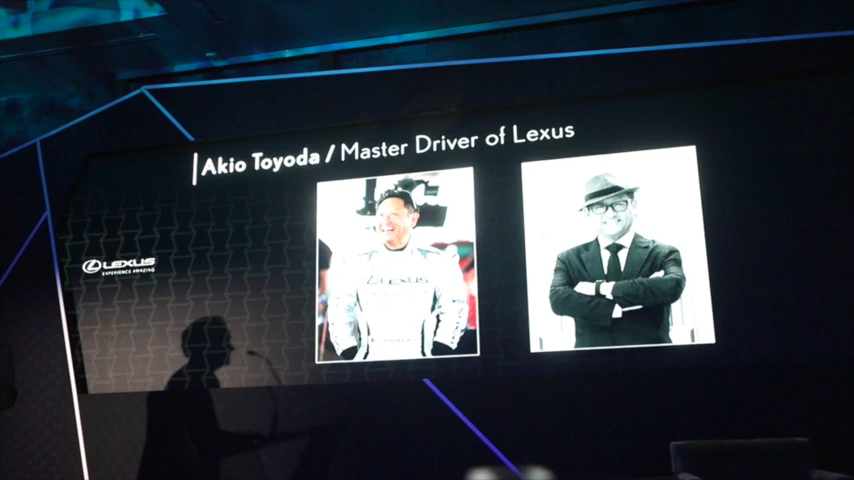 Akio Toyoda / Master Driver of Lexus
LEXUS
EXPERIENCE AMAZING
LEXUS